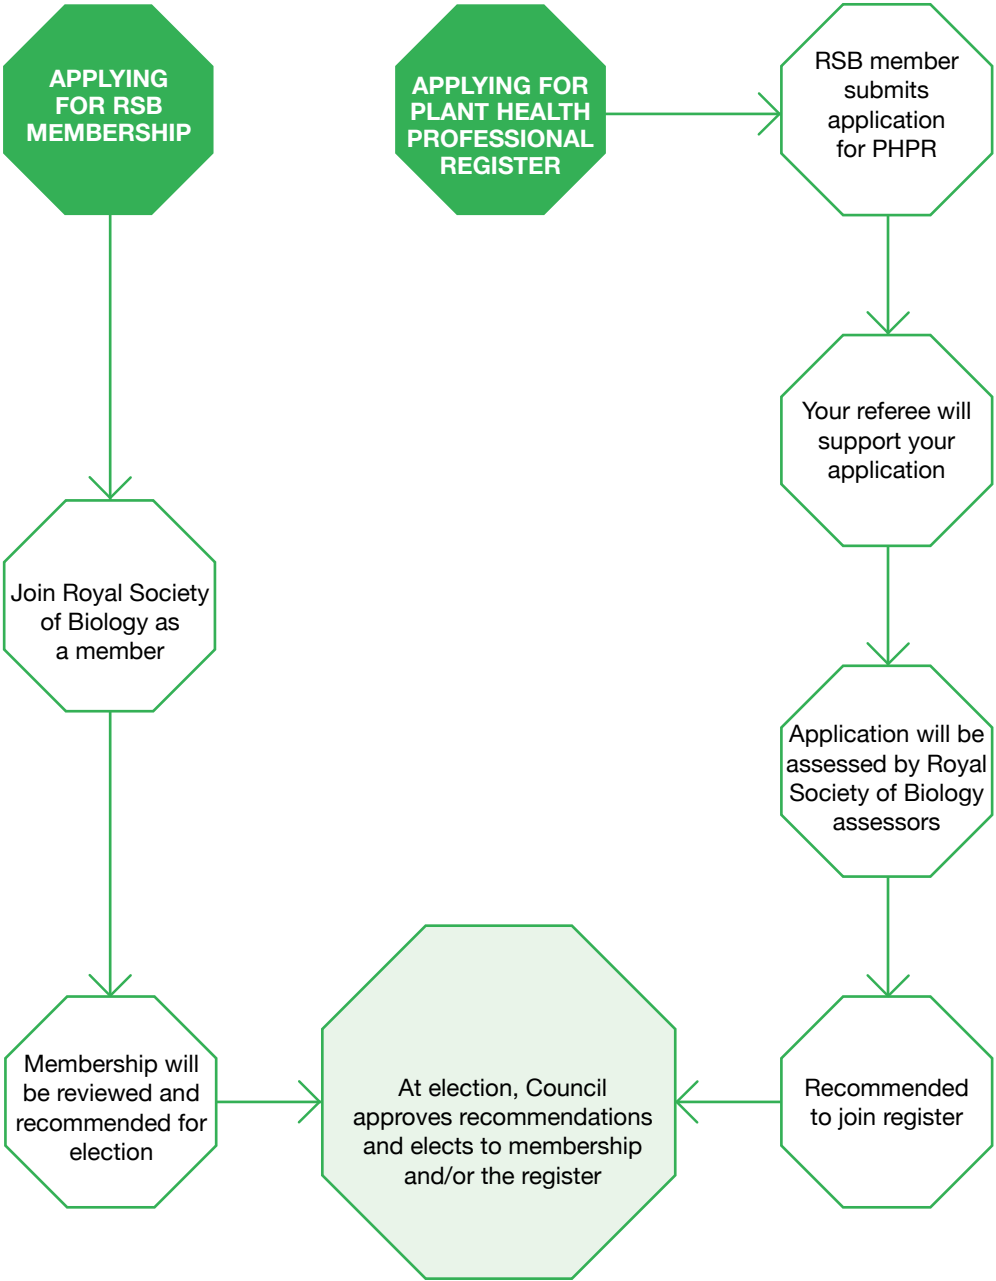 APPLYING
FOR RSB
MEMBERSHIP
APPLYING FOR
PLANT HEALTH
PROFESSIONAL
REGISTER
RSB member
submits
application
for PHPR
Your referee will
support your
application
Join Royal Society
of Biology as
a member
Application will be
assessed by Royal
Society of Biology
assessors
Membership will
be reviewed and
recommended for
election
At election, Council
approves recommendations
and elects to membership
and/or the register
Recommended
to join register